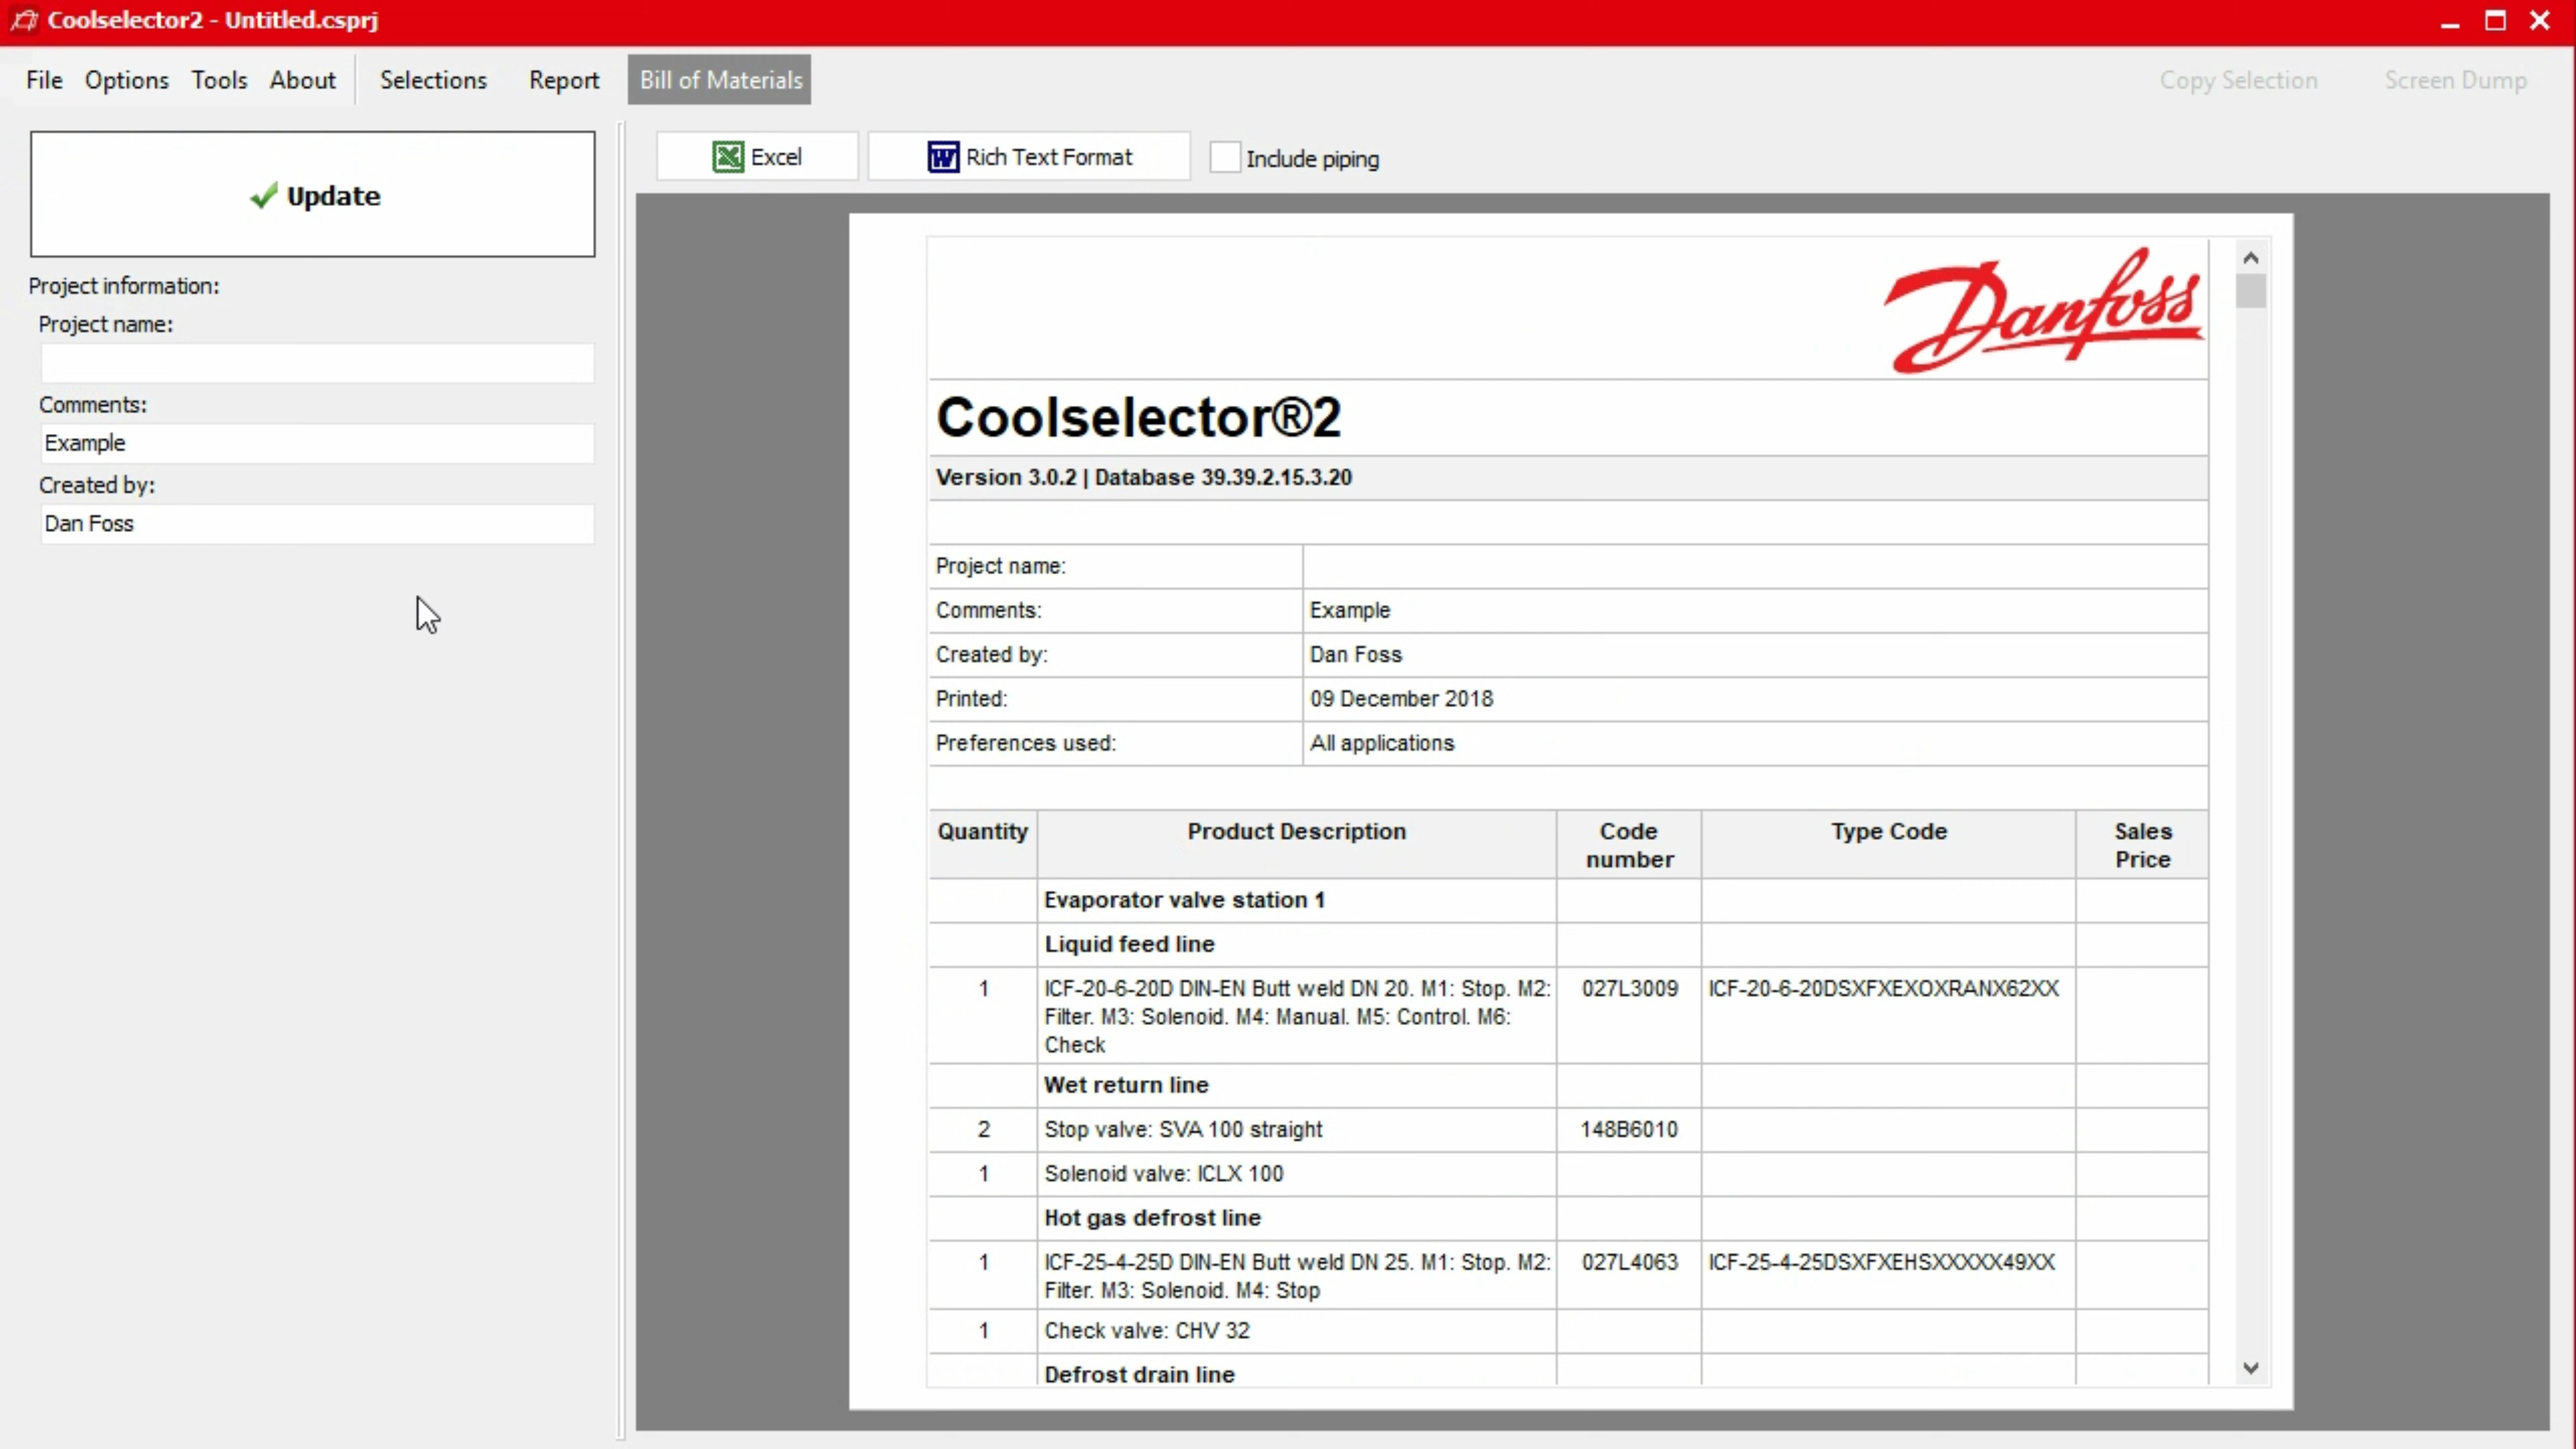 Coolselector2 - Untitled.csprj
File Options Tools About Selections Report Bill of Materials Copy Selection Screen Dump
Update
Project information:
Project name:
Comments:
Example
Created by:
Dan Foss
Excel Rich Text Format Include piping
Danfoss
Coolselector®2
Version 3.0.2 | Database 39.39.2.15.3.20
Project name:
Comments: Example
Created by: Dan Foss
Printed: 09 December 2018
Preferences used: All applications
Quantity Product Description Code number Type Code Sales Price
Evaporator valve station 1
Liquid feed line
1 ICF-20-6-20D DIN-EN Butt weld DN 20. M1: Stop. M2: 027L3009 ICF-20-6-20DSXFXEXOXRANX62XX
Filter. M3: Solenoid. M4: Manual. M5: Control. M6:
Check
Wet return line
2 Stop valve: SVA 100 straight 148B6010
1 Solenoid valve: ICLX 100
Hot gas defrost line
1 ICF-25-4-25D DIN-EN Butt weld DN 25. M1: Stop. M2: 027L4063 ICF-25-4-25DSXFXEHSXXXXX49XX
Filter. M3: Solenoid. M4: Stop
1 Check valve: CHV 32
Defrost drain line